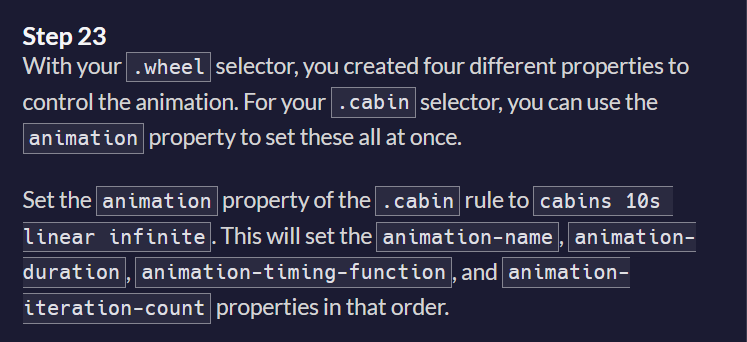 Step 23
With your .wheel selector, you created four different properties to
control the animation. For your .cabin selector, you can use the
animation property to set these all at once.
Set the animation property of the .cabin rule to cabins 10s
linear infinite. This will set the animation-name, animation-
duration, animation-timing-function, and animation-
iteration-count properties in that order.